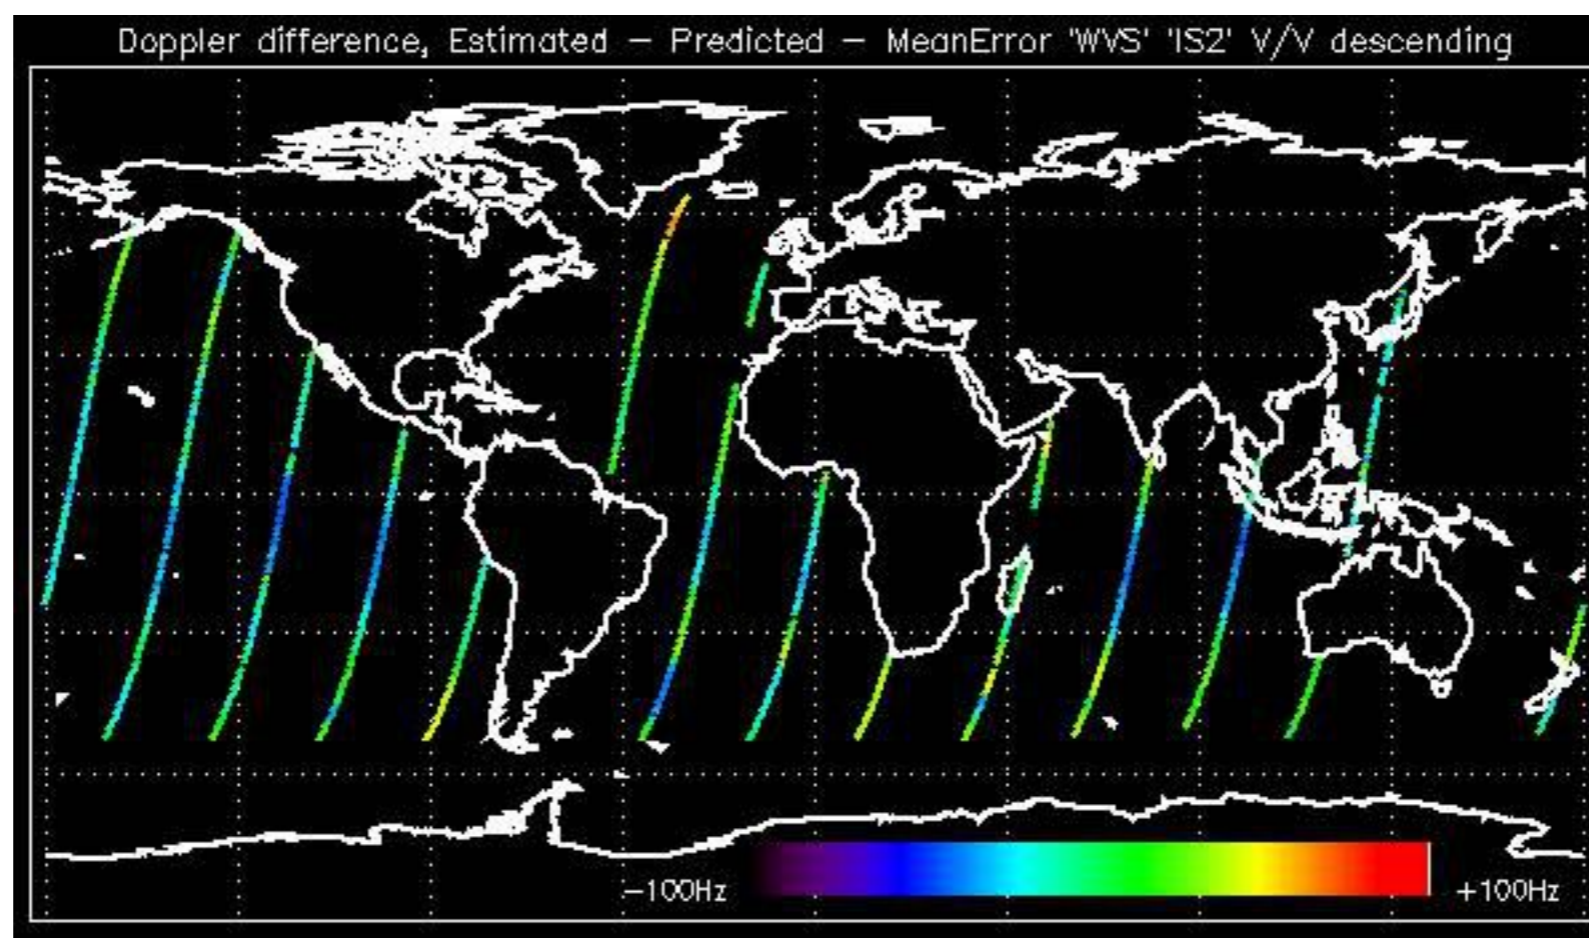 Doppler difference, Estimated – Predicted – MeanError 'WVS' 'IS2' V/V descending
–100Hz +100Hz